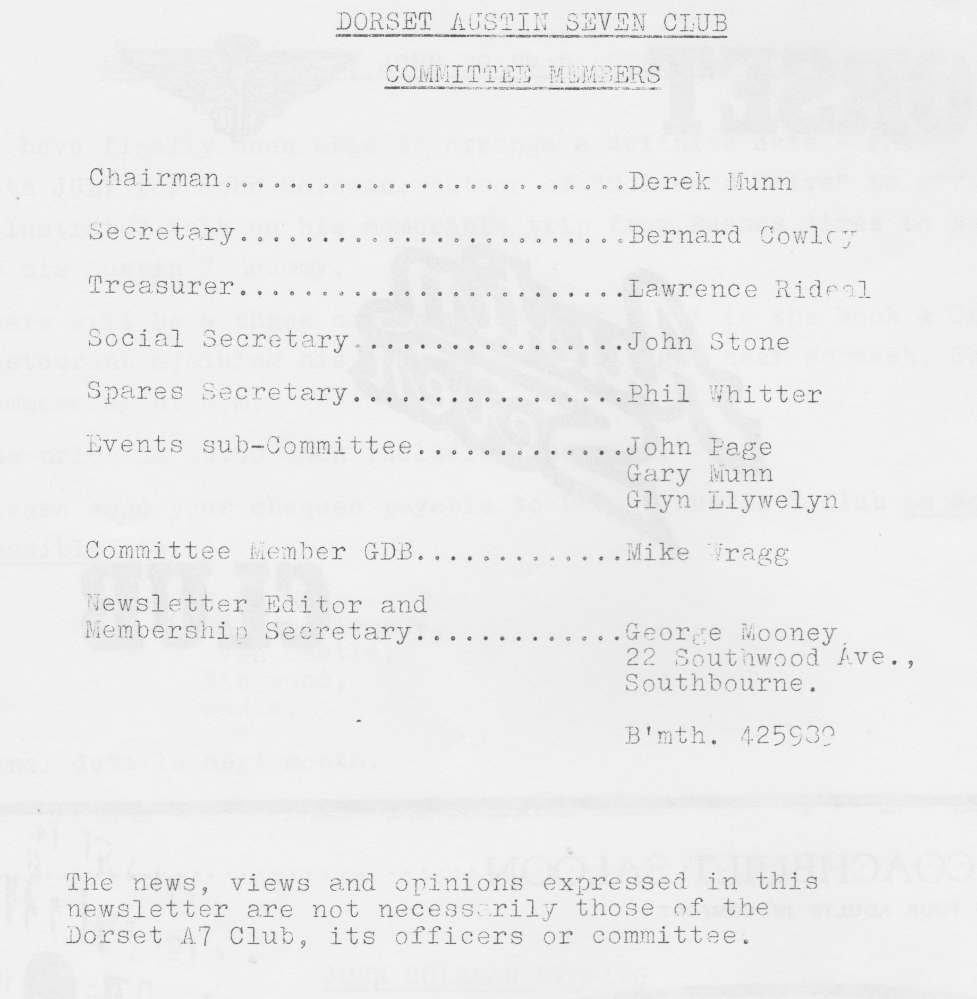 DORSET AUSTIN SEVEN CLUB
COMMITTEE MEMBERS
Chairman.........................Derek Munn
Secretary........................Bernard Cowley
Treasurer........................Lawrence Rideal
Social Secretary.................John Stone
Spares Secretary.................Phil Whitter
Events sub-Committee.............John Page
Gary Munn
Glyn Llywelyn
Committee Member GDB.............Mike Wragg
Newsletter Editor and
Membership Secretary.............George Mooney
22 Southwood Ave.,
Southbourne.
B'mth. 425939
The news, views and opinions expressed in this
newsletter are not necessarily those of the
Dorset A7 Club, its officers or committee.